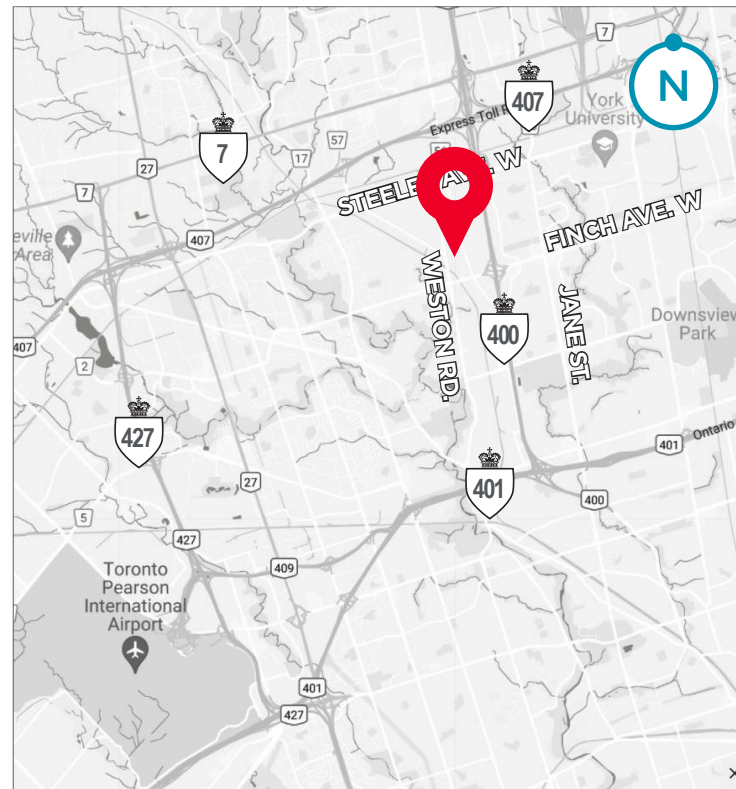 7
407
N
York
University
Express Toll R
57
7
27
17
STEELE AVE. W
FINCH AVE. W
7
407
eville
Area
WESTON RD.
JANE ST.
400
Downsview
Park
407
2
427
401
Ontario
27
401
400
5
427
409
Toronto
Pearson
International
Airport
401
427